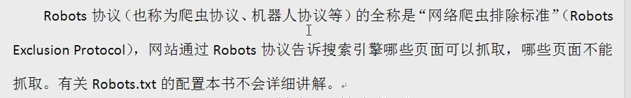 Robots 协议（也称为爬虫协议、机器人协议等）的全称是“网络爬虫排除标准”（Robots
Exclusion Protocol），网站通过 Robots 协议告诉搜索引擎哪些页面可以抓取，哪些页面不能
抓取。有关 Robots.txt 的配置本书不会详细讲解。